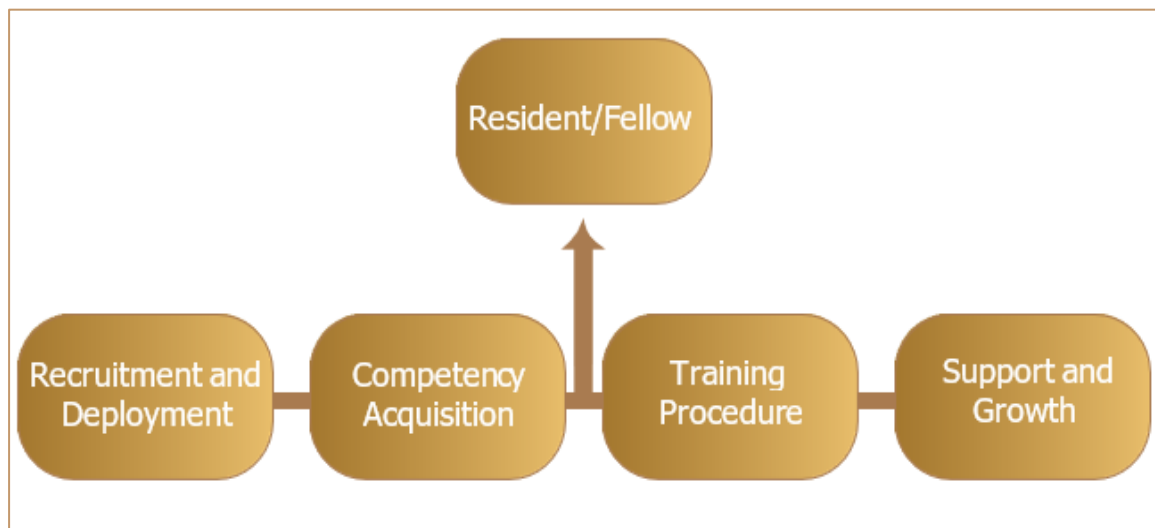 Resident/Fellow
Recruitment and
Deployment
Competency
Acquisition
Training
Procedure
Support and
Growth